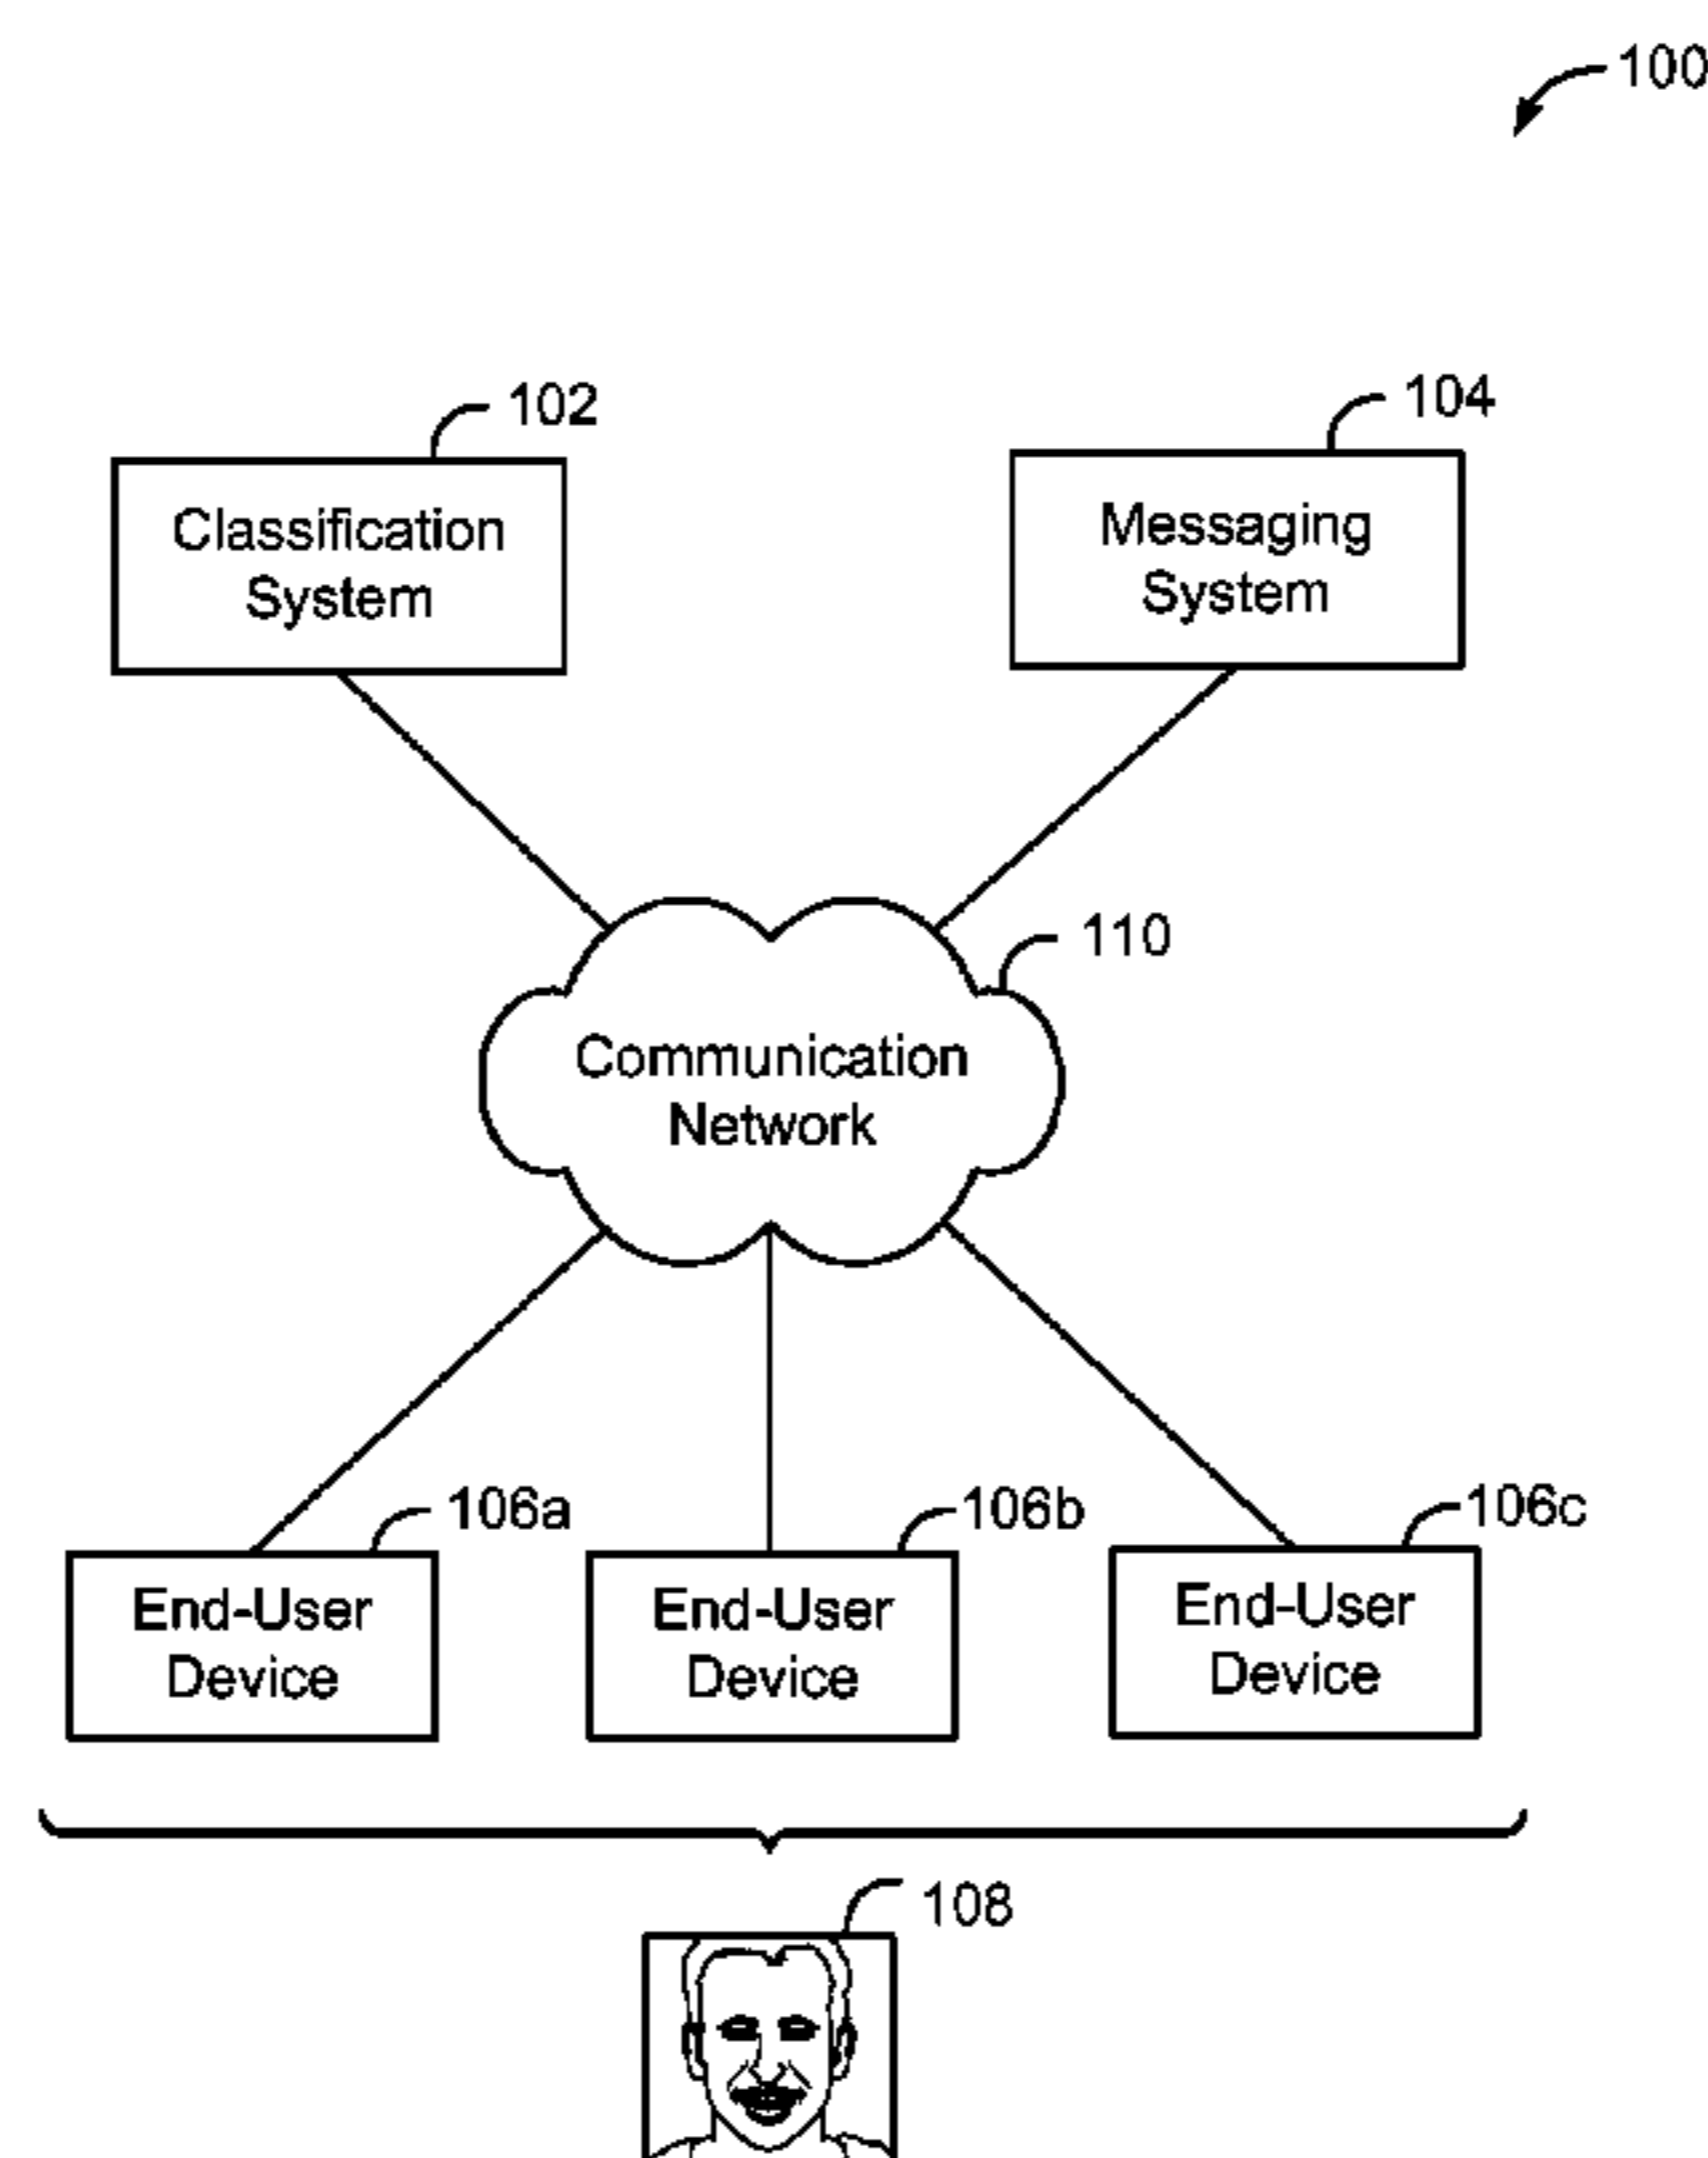 100
102
104
Classification
System
Messaging
System
110
Communication
Network
106a
106b
106c
End-User
Device
End-User
Device
End-User
Device
108